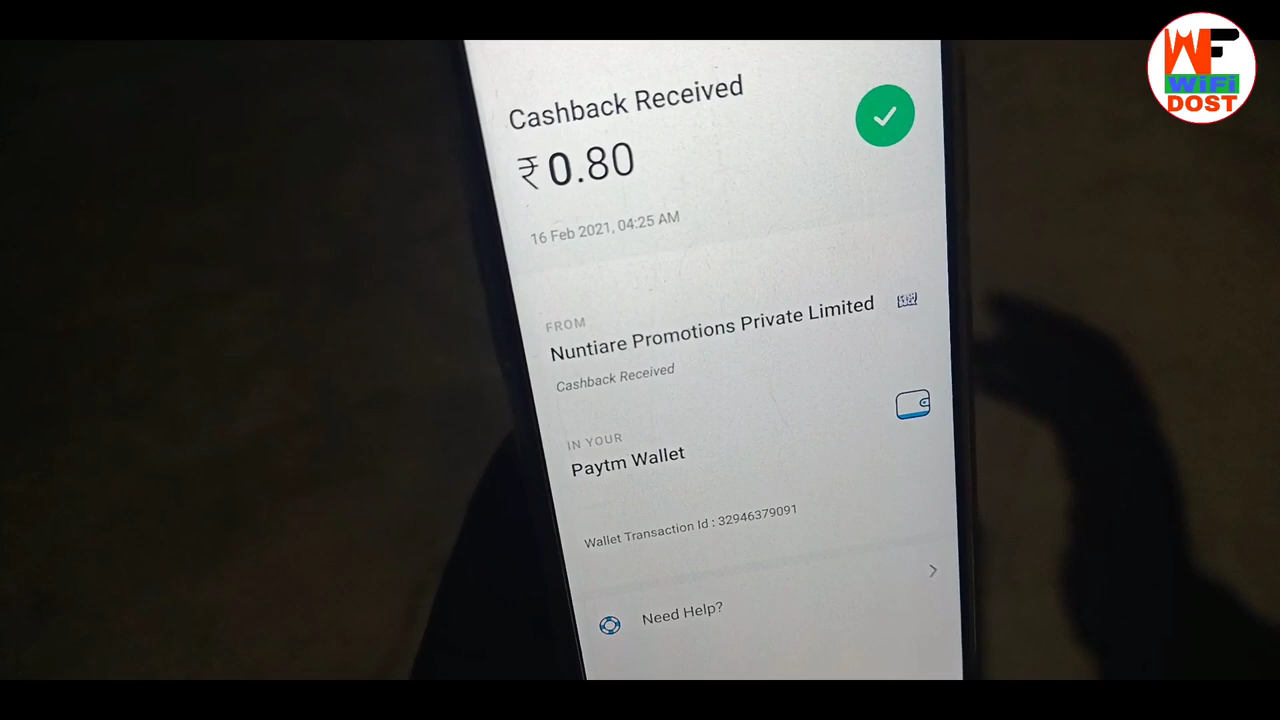 WF
WiFi
DOST
Cashback Received
₹0.80
16 Feb 2021, 04:25 AM
FROM
Nuntiare Promotions Private Limited
Cashback Received
IN YOUR
Paytm Wallet
Wallet Transaction Id : 32946379091
Need Help?